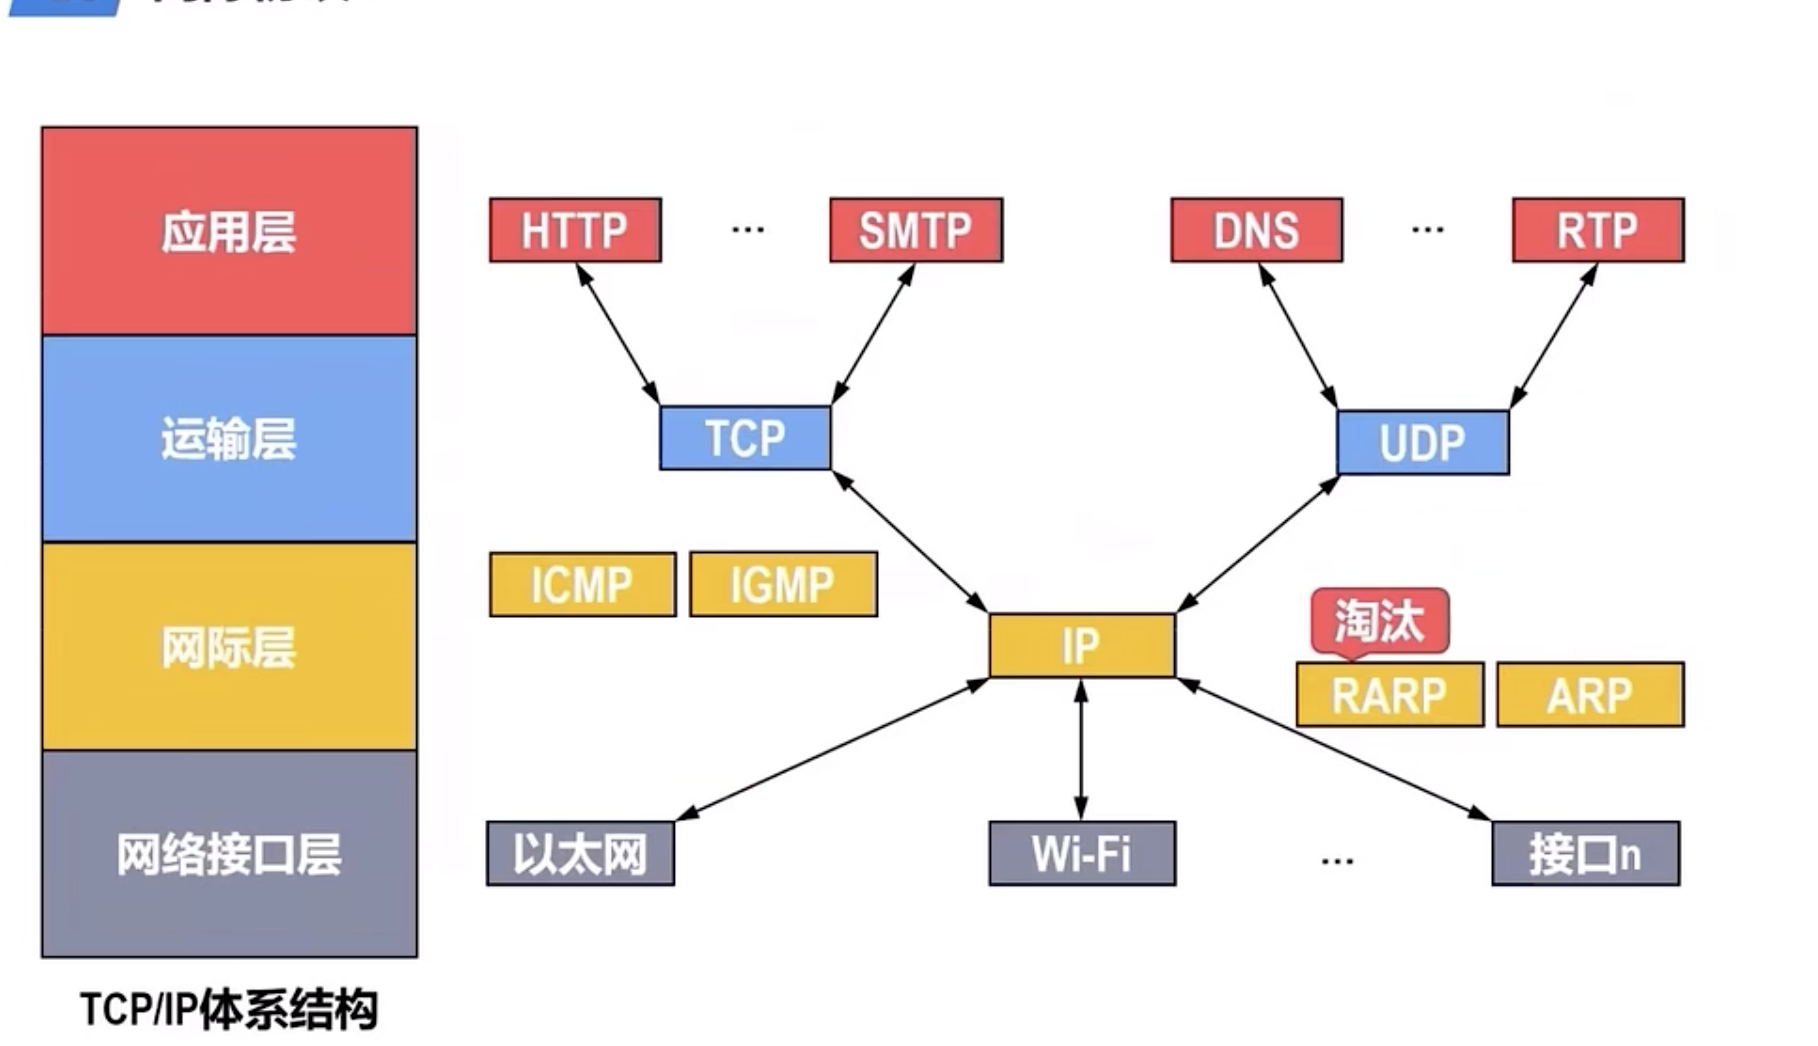 应用层
HTTP ... SMTP DNS ... RTP
运输层
TCP UDP
ICMP IGMP
淘汰
网际层
IP
RARP ARP
网络接口层
以太网 Wi-Fi ... 接口n
TCP/IP体系结构